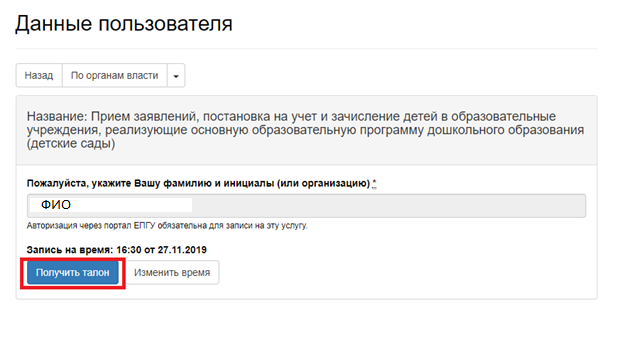 Данные пользователя
Назад По органам власти
Название: Прием заявлений, постановка на учет и зачисление детей в образовательные
учреждения, реализующие основную образовательную программу дошкольного образования
(детские сады)
Пожалуйста, укажите Вашу фамилию и инициалы (или организацию) *
ФИО
Авторизация через портал ЕПГУ обязательна для записи на эту услугу.
Запись на время: 16:30 от 27.11.2019
Получить талон Изменить время